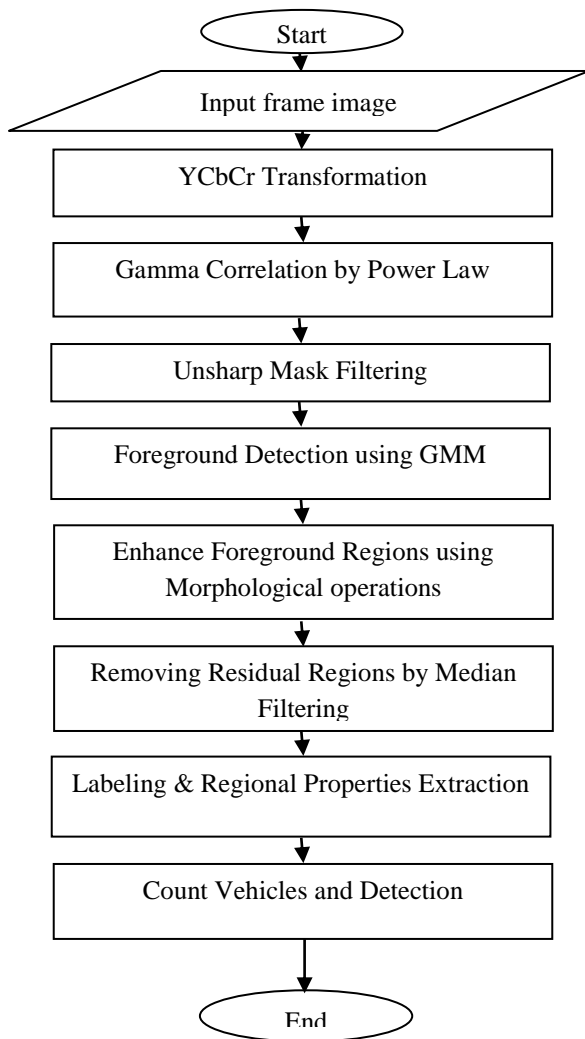 Start
Input frame image
YCbCr Transformation
Gamma Correlation by Power Law
Unsharp Mask Filtering
Foreground Detection using GMM
Enhance Foreground Regions using
Morphological operations
Removing Residual Regions by Median
Filtering
Labeling & Regional Properties Extraction
Count Vehicles and Detection
End